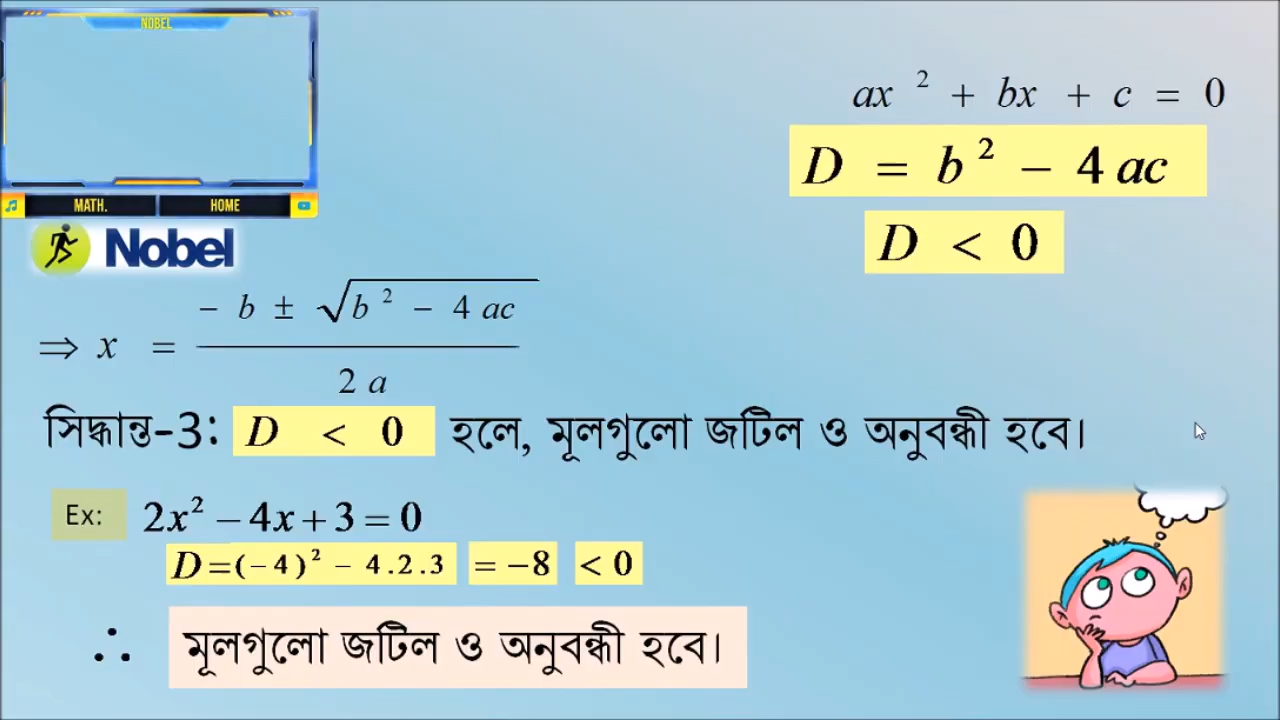 NOBEL
MATH. HOME
Nobel
ax² + bx + c = 0
D = b² − 4ac
D < 0
⇒ x = (− b ± √(b² − 4ac)) / 2a
সিদ্ধান্ত-3: D < 0 হলে, মূলগুলো জটিল ও অনুবন্ধী হবে।
Ex: 2x² − 4x + 3 = 0
D = (−4)² − 4.2.3 = −8 < 0
∴ মূলগুলো জটিল ও অনুবন্ধী হবে।